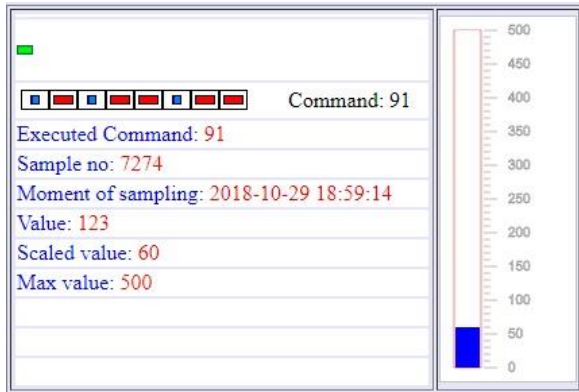 Command: 91
Executed Command: 91
Sample no: 7274
Moment of sampling: 2018-10-29 18:59:14
Value: 123
Scaled value: 60
Max value: 500
500
450
400
350
300
250
200
150
100
50
0